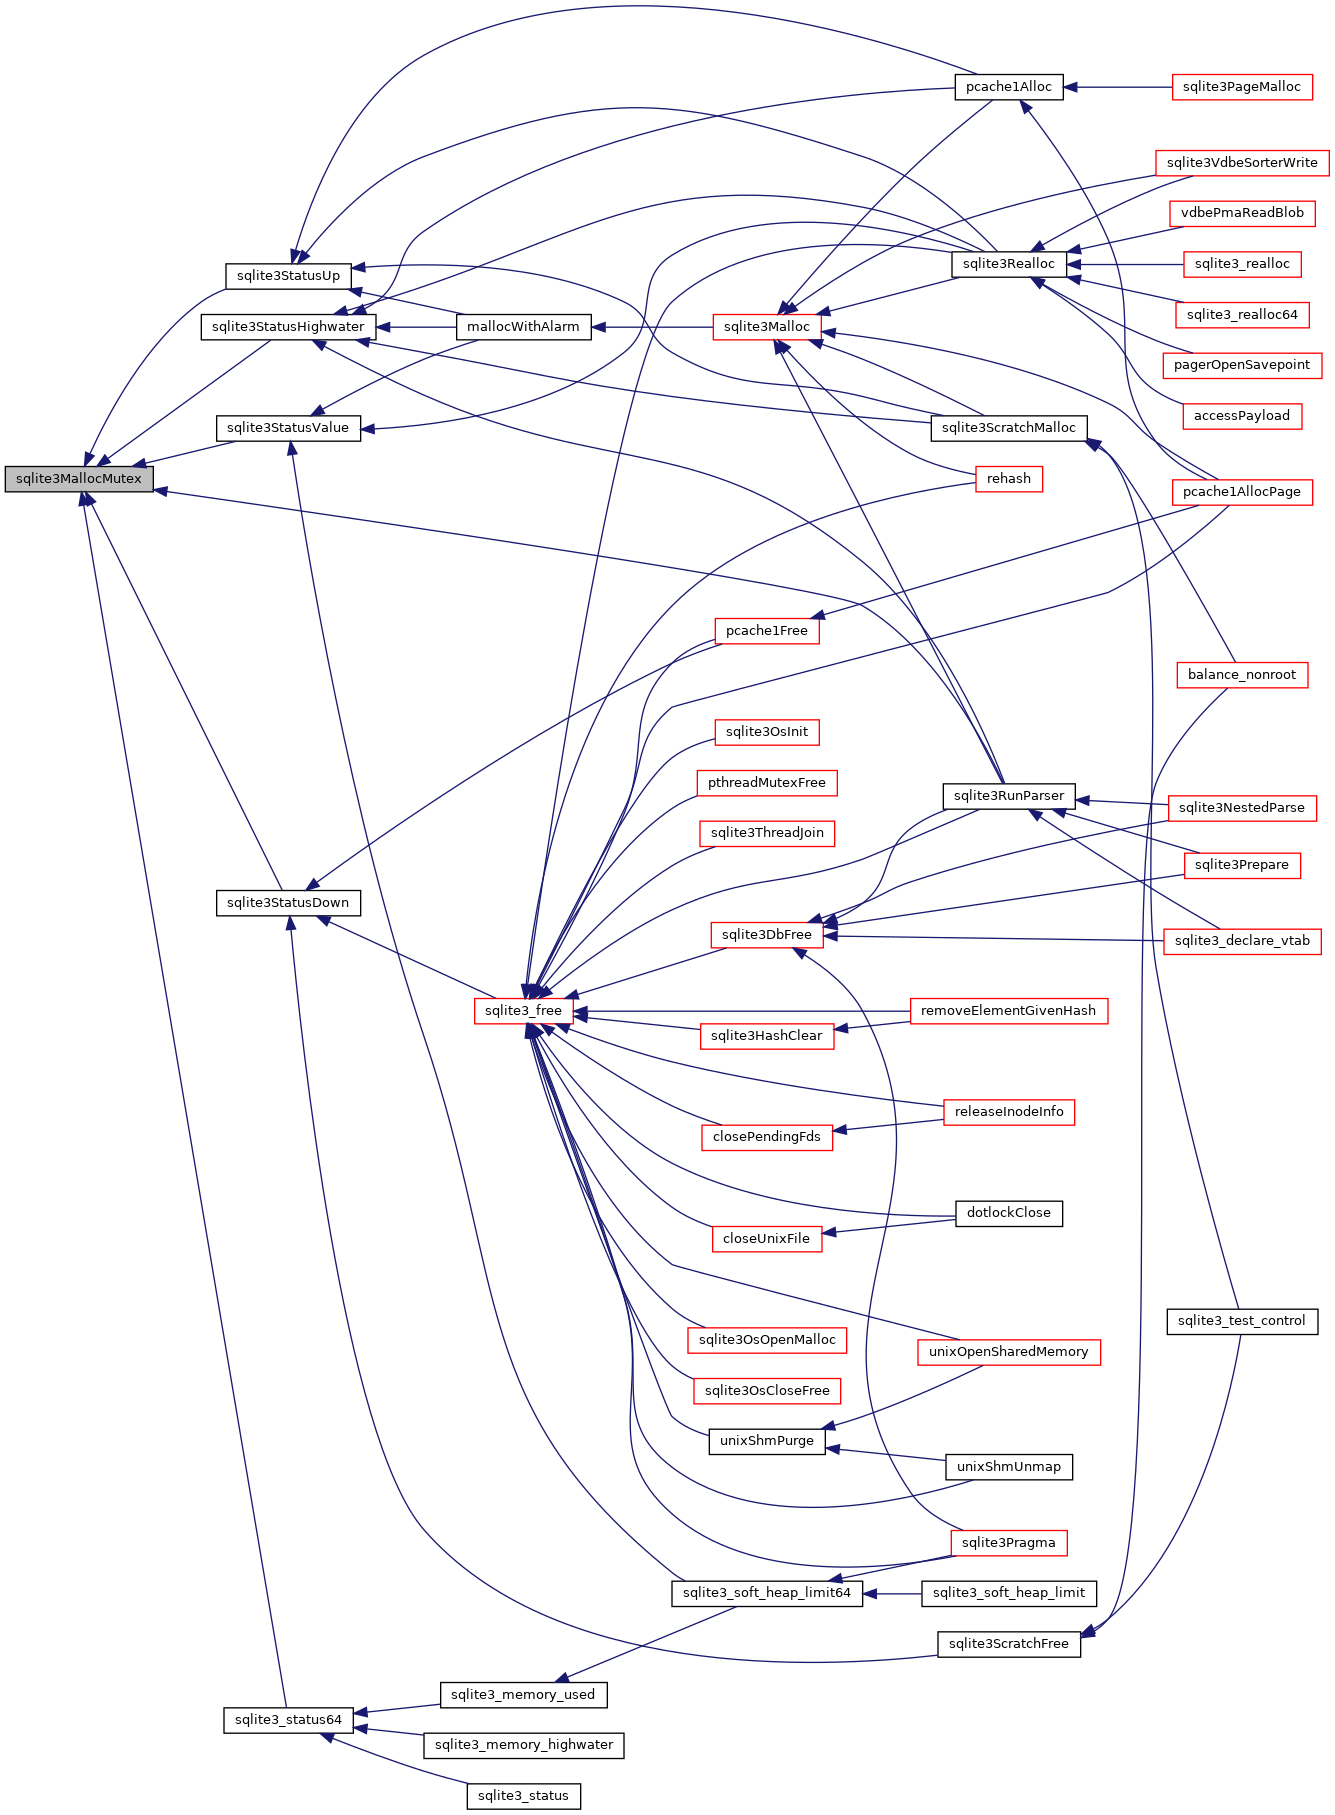 pcache1Alloc
sqlite3PageMalloc
sqlite3VdbeSorterWrite
vdbePmaReadBlob
sqlite3StatusUp
sqlite3Realloc
sqlite3_realloc
sqlite3_realloc64
sqlite3StatusHighwater
mallocWithAlarm
sqlite3Malloc
pagerOpenSavepoint
accessPayload
sqlite3StatusValue
sqlite3ScratchMalloc
sqlite3MallocMutex
rehash
pcache1AllocPage
pcache1Free
balance_nonroot
sqlite3OsInit
pthreadMutexFree
sqlite3RunParser
sqlite3NestedParse
sqlite3ThreadJoin
sqlite3Prepare
sqlite3StatusDown
sqlite3DbFree
sqlite3_declare_vtab
sqlite3_free
removeElementGivenHash
sqlite3HashClear
releaseInodeInfo
closePendingFds
dotlockClose
closeUnixFile
sqlite3_test_control
sqlite3OsOpenMalloc
unixOpenSharedMemory
sqlite3OsCloseFree
unixShmPurge
unixShmUnmap
sqlite3Pragma
sqlite3_soft_heap_limit64
sqlite3_soft_heap_limit
sqlite3ScratchFree
sqlite3_memory_used
sqlite3_status64
sqlite3_memory_highwater
sqlite3_status